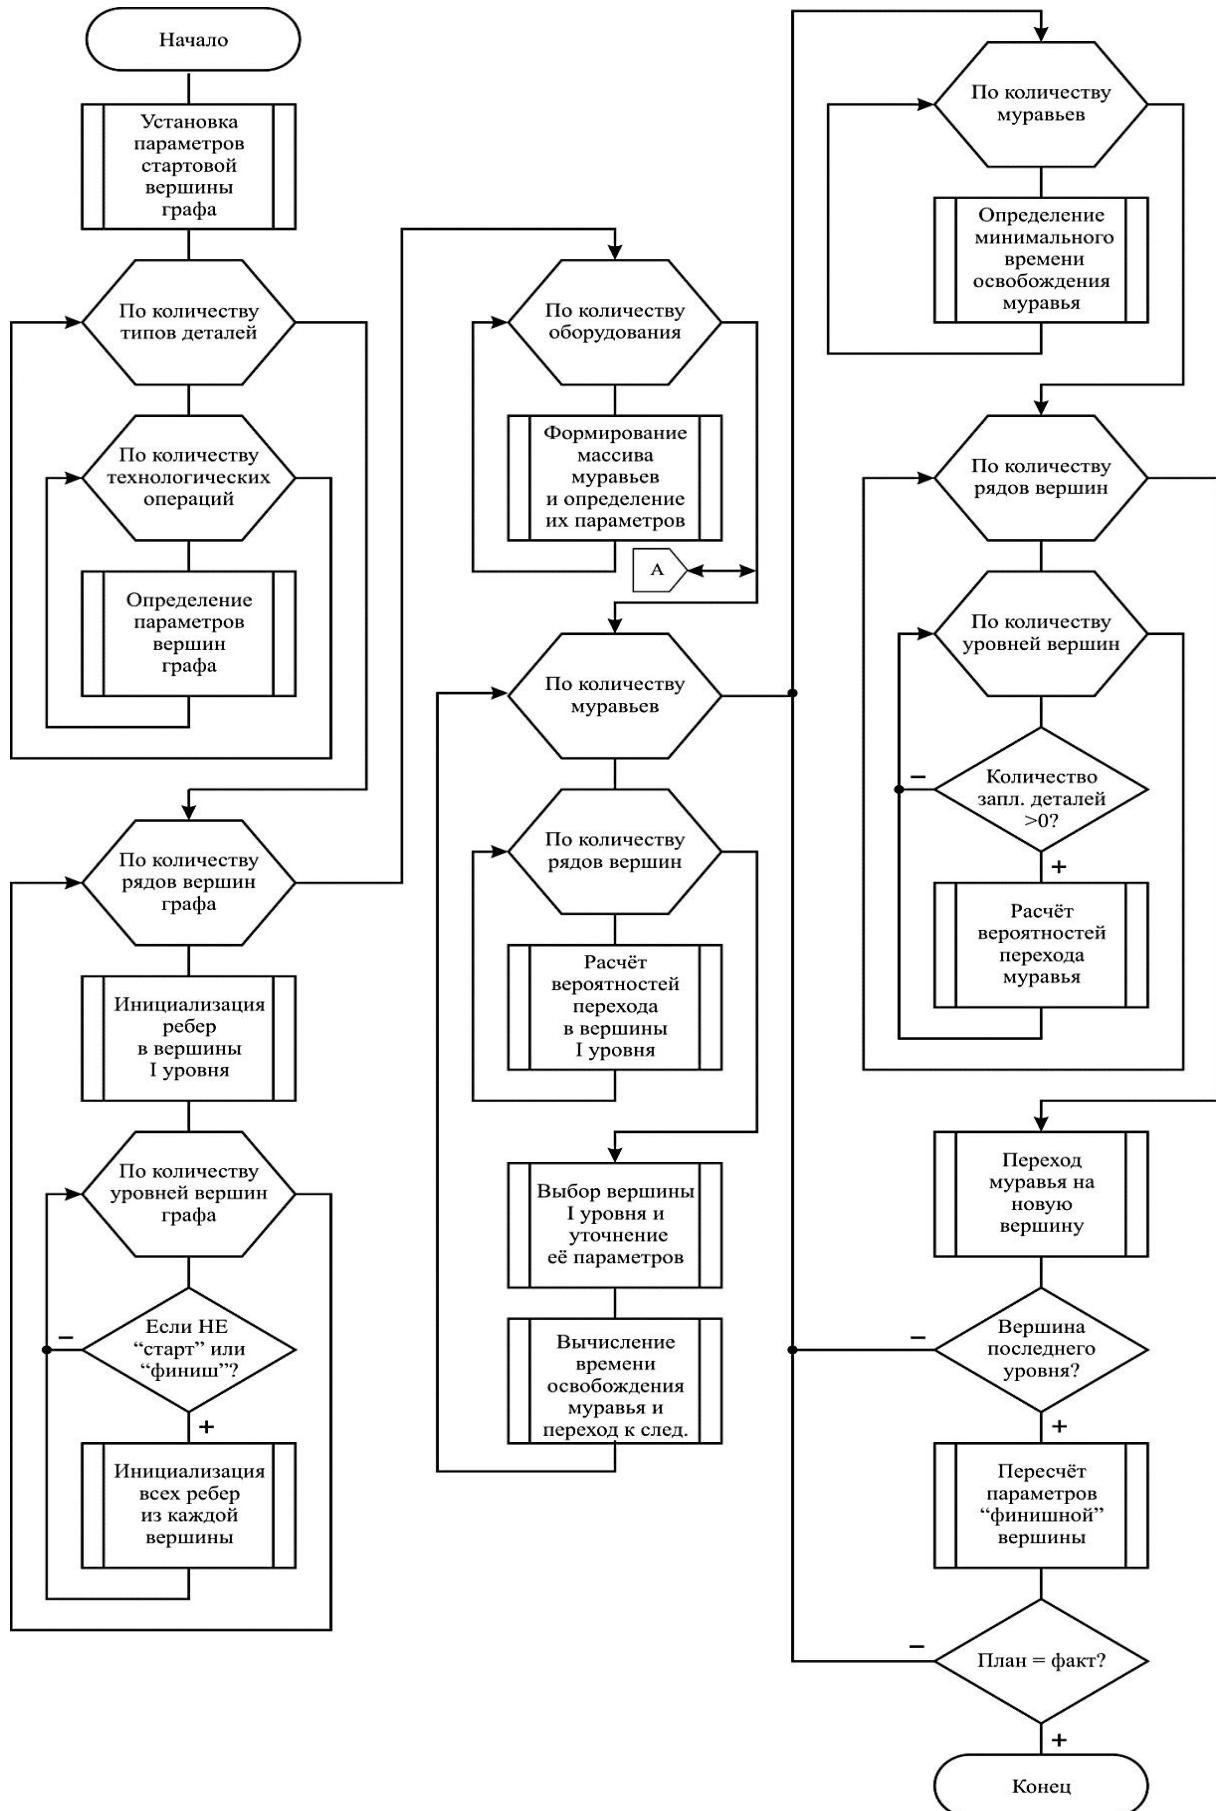 Начало
Установка
параметров
стартовой
вершины
графа
По количеству
типов деталей
По количеству
технологических
операций
Определение
параметров
вершин
графа
По количеству
рядов вершин
графа
Инициализация
ребер
в вершины
I уровня
По количеству
уровней вершин
графа
Если НЕ
“старт” или
“финиш”?
–
+
Инициализация
всех ребер
из каждой
вершины
По количеству
оборудования
Формирование
массива
муравьев
и определение
их параметров
А
По количеству
муравьев
По количеству
рядов вершин
Расчёт
вероятностей
перехода
в вершины
I уровня
Выбор вершины
I уровня и
уточнение
её параметров
Вычисление
времени
освобождения
муравья и
переход к след.
По количеству
муравьев
Определение
минимального
времени
освобождения
муравья
По количеству
рядов вершин
По количеству
уровней вершин
–
Количество
запл. деталей
>0?
+
Расчёт
вероятностей
перехода
муравья
Переход
муравья на
новую
вершину
–
Вершина
последнего
уровня?
+
Пересчёт
параметров
“финишной”
вершины
–
План = факт?
+
Конец